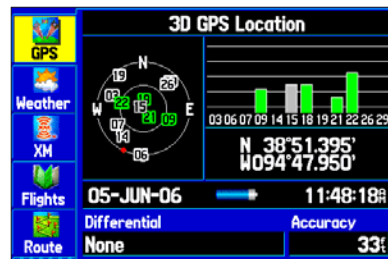 3D GPS Location
GPS
Weather
XM
Flights
Route
N
19
26
03
22
19
W
15
E
07
21
09
14
06
03 06 07 09 14 15 18 19 21 22 26 29
N 38°51.395'
W094°47.950'
05-JUN-06
11:48:18
Differential
Accuracy
None
33